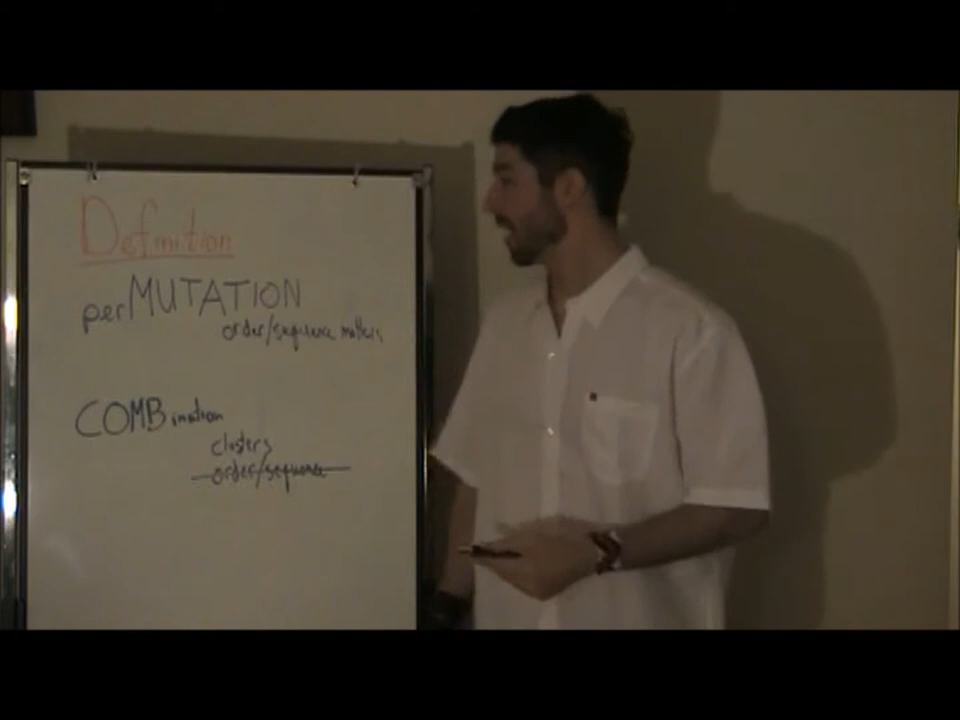 Definition
perMUTATION
order/sequence matters
COMBination
clusters
order/sequence